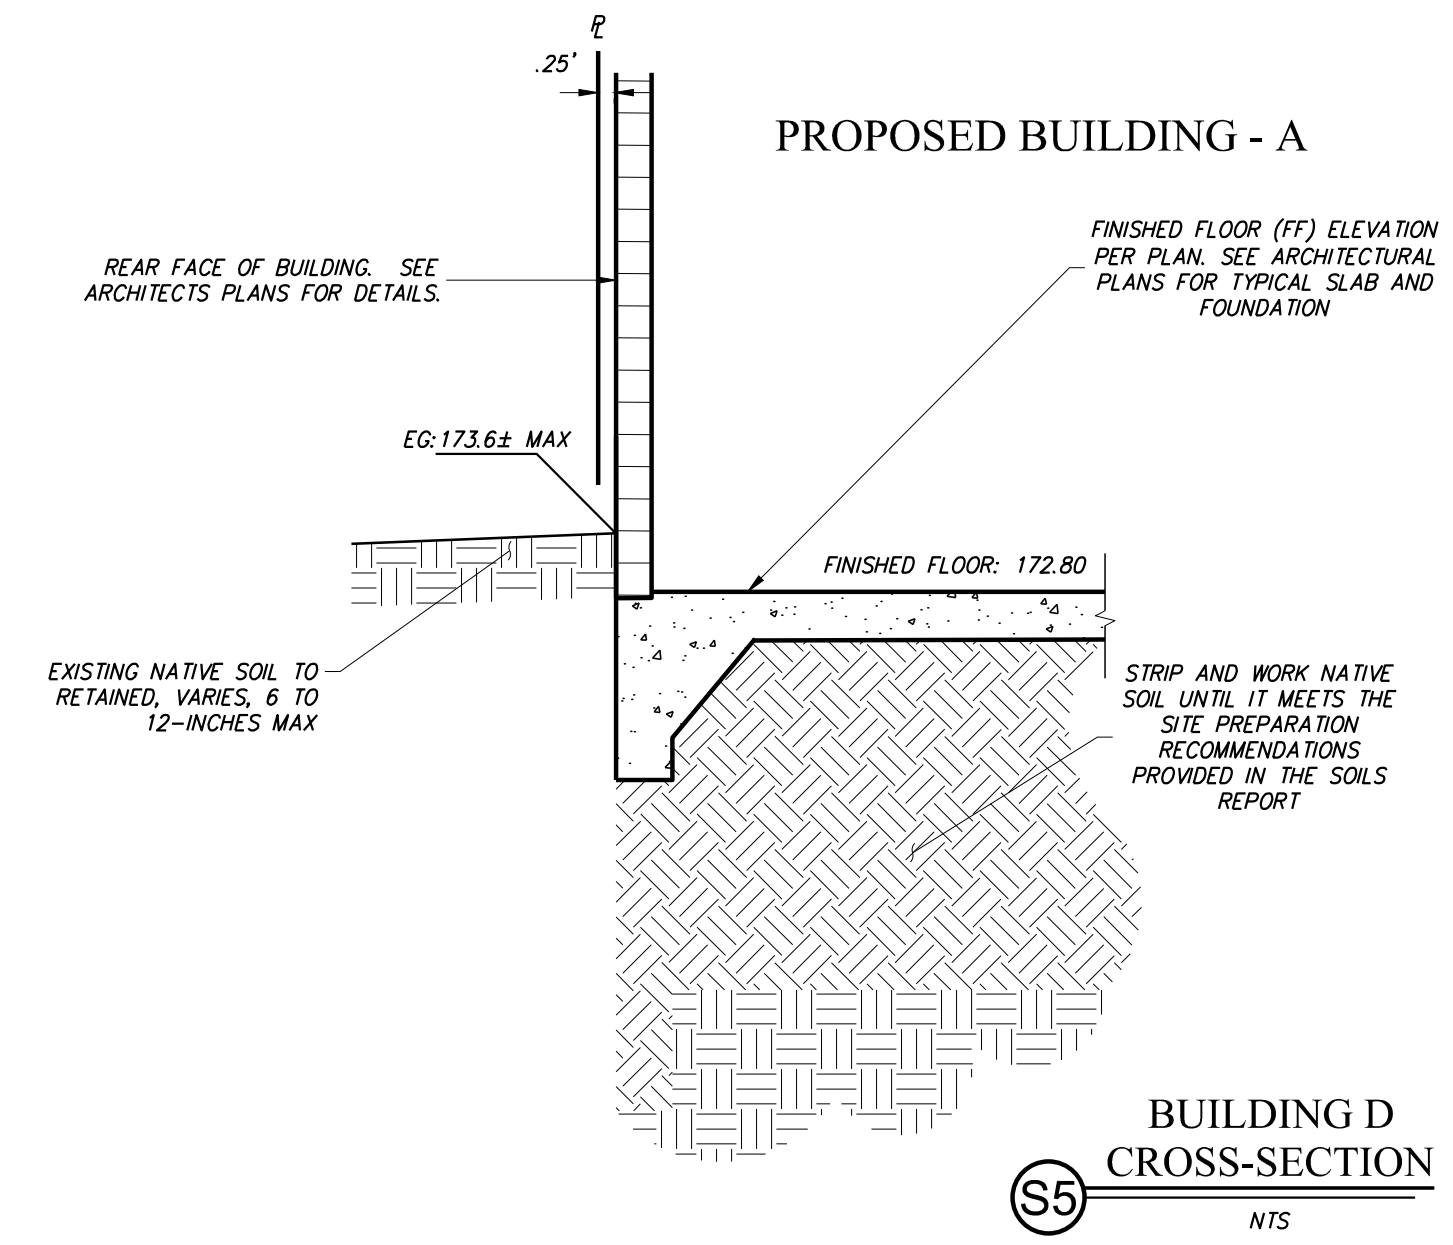 PL
.25'
PROPOSED BUILDING - A
FINISHED FLOOR (FF) ELEVATION
PER PLAN. SEE ARCHITECTURAL
PLANS FOR TYPICAL SLAB AND
FOUNDATION
REAR FACE OF BUILDING. SEE
ARCHITECTS PLANS FOR DETAILS.
EG:173.6± MAX
FINISHED FLOOR: 172.80
EXISTING NATIVE SOIL TO
RETAINED, VARIES, 6 TO
12-INCHES MAX
STRIP AND WORK NATIVE
SOIL UNTIL IT MEETS THE
SITE PREPARATION
RECOMMENDATIONS
PROVIDED IN THE SOILS
REPORT
BUILDING D
CROSS-SECTION
S5
NTS